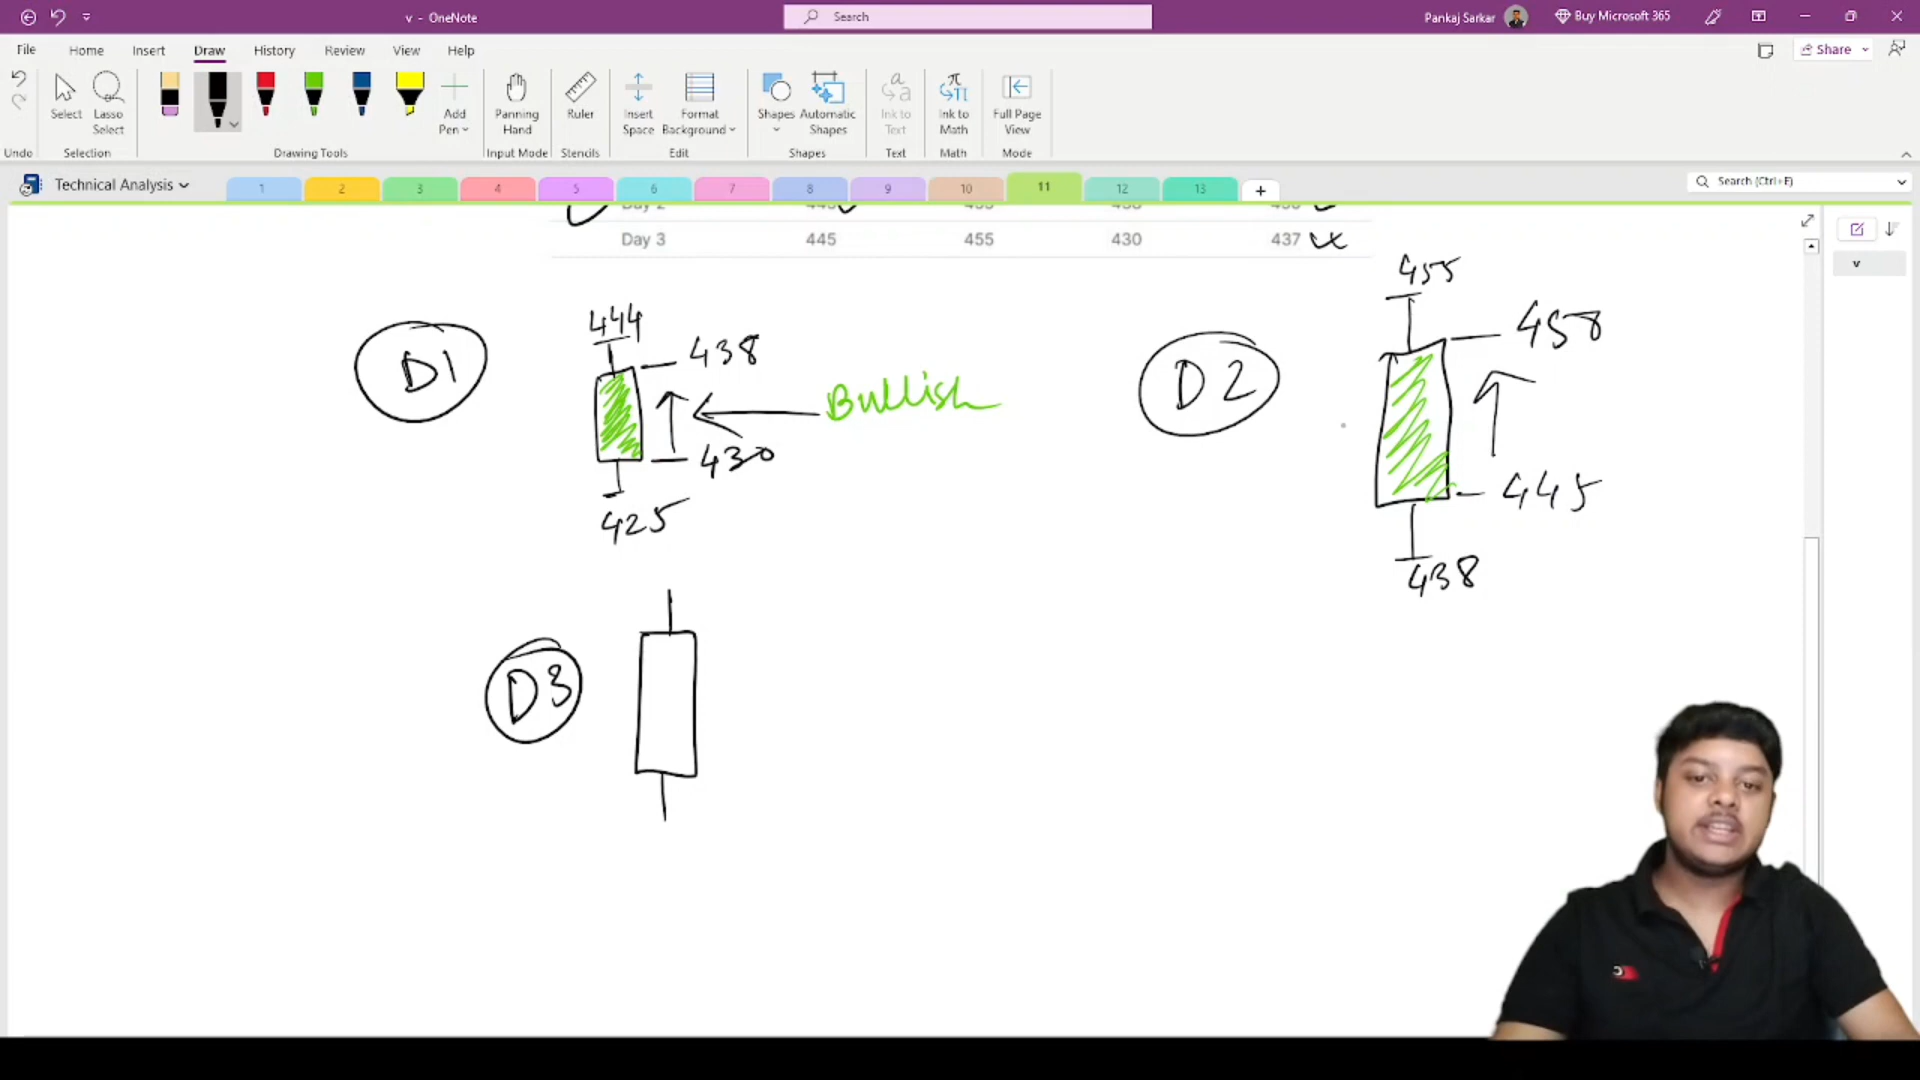 v - OneNote
Search
Pankaj Sarkar
Buy Microsoft 365
File Home Insert Draw History Review View Help
Share
Select
Lasso Select
Add Pen
Panning Hand
Ruler
Insert Space
Format Background
Shapes
Automatic Shapes
Ink to Text
Ink to Math
Full Page View
Undo Selection Drawing Tools Input Mode Stencils Edit Shapes Text Math Mode
Technical Analysis 1 2 3 4 5 6 7 8 9 10 11 12 13 +
Search (Ctrl+E)
v
Day 2
Day 3 445 455 430 437
D1
444
438
430
425
Bullish
D2
455
458
445
438
D3